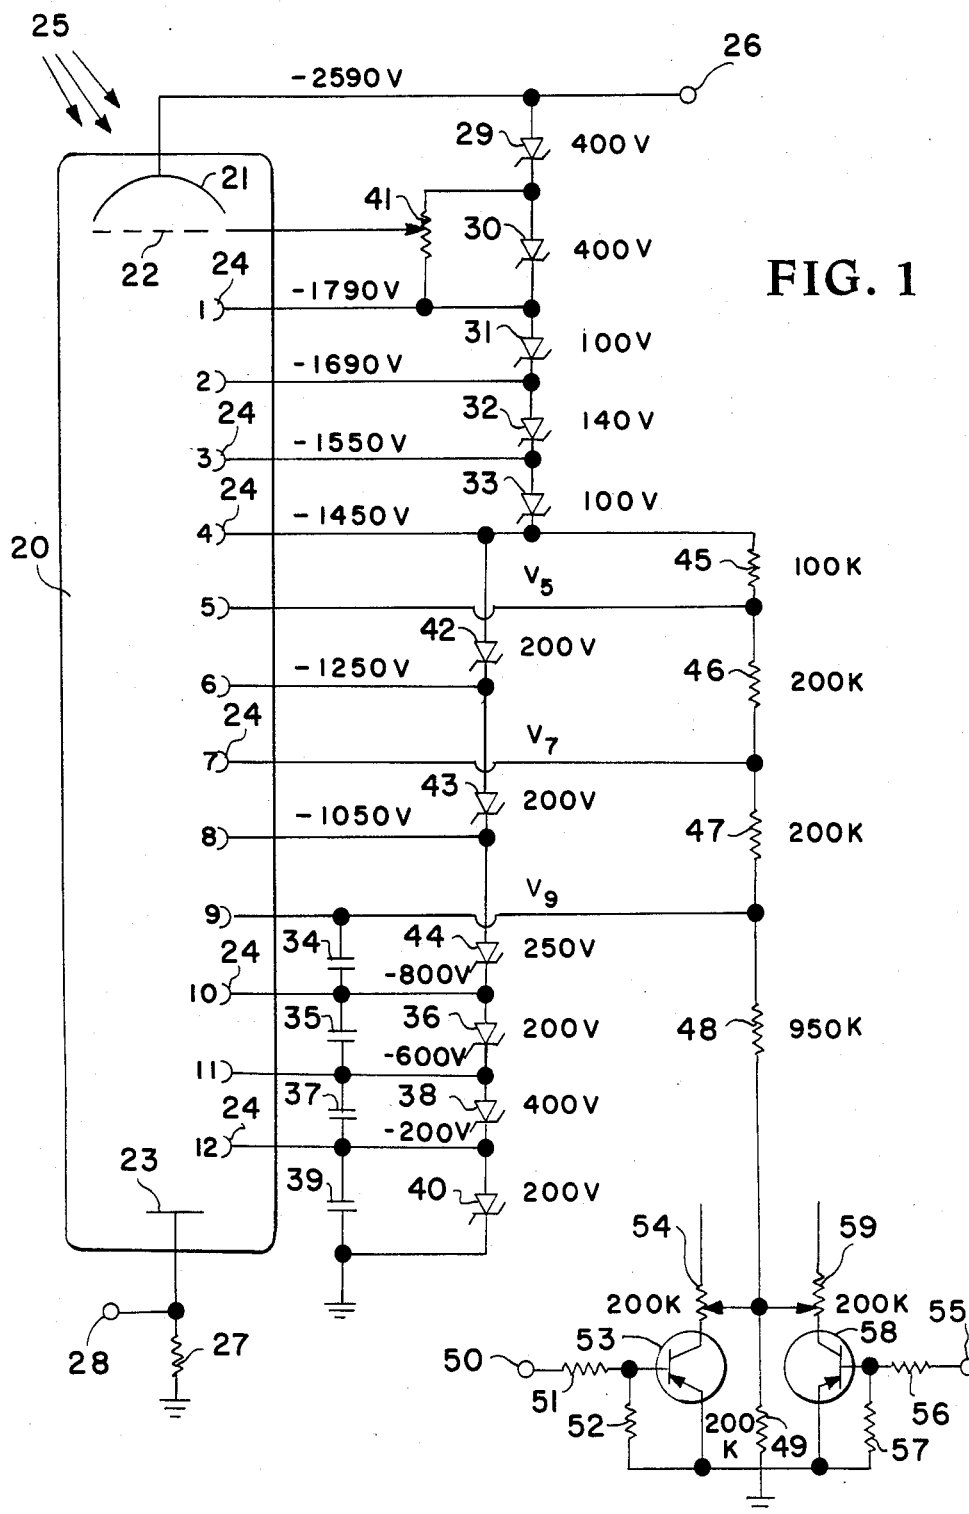 25
-2590V
26
29
400V
21
41
30
400V
22
24
FIG. 1
1
-1790V
31
100V
2
-1690V
32
140V
24
3
-1550V
33
100V
24
4
-1450V
20
45
100K
V5
5
42
200V
46
200K
6
-1250V
24
V7
7
43
200V
-1050V
8
47
200K
V9
9
34
44
250V
24
-800V
10
35
36
200V
48
950K
-600V
11
37
38
400V
24
-200V
12
23
39
40
200V
54
59
200K
200K
28
27
53
58
55
50
51
52
200
K
49
56
57